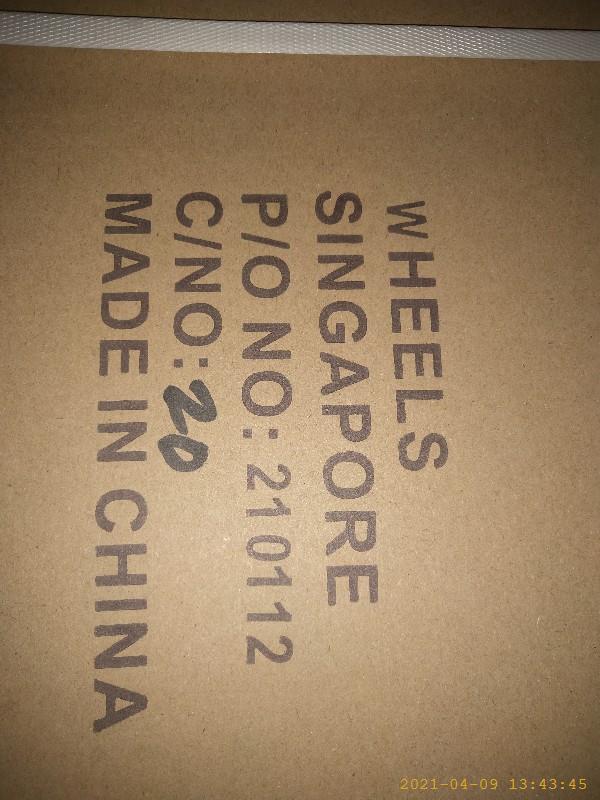 WHEELS
SINGAPORE
P/O NO: 210112
C/NO: 20
MADE IN CHINA
2021-04-09 13:43:45